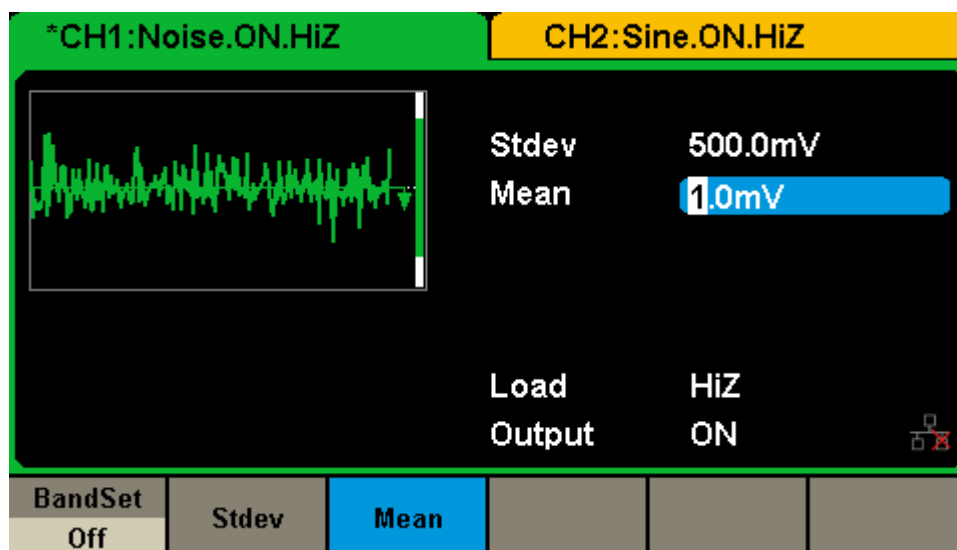 *CH1:Noise.ON.HiZ
CH2:Sine.ON.HiZ
Stdev 500.0mV
Mean 1.0mV
Load HiZ
Output ON
BandSet
Off
Stdev
Mean